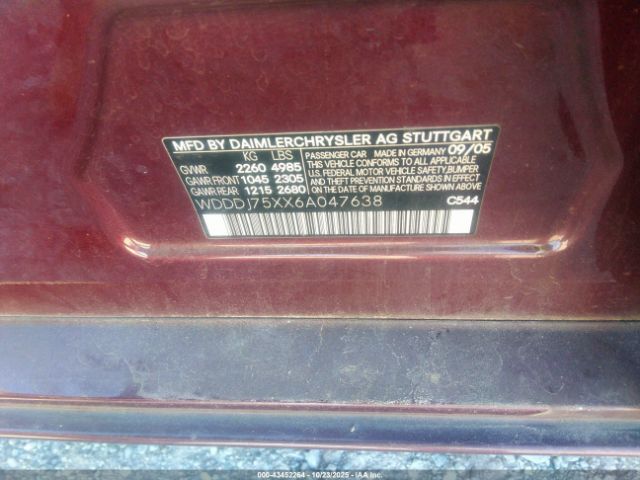 MFD BY DAIMLERCHRYSLER AG STUTTGART
KG LBS PASSENGER CAR MADE IN GERMANY 09/05
GVWR 2260 4985 THIS VEHICLE CONFORMS TO ALL APPLICABLE
GAWR FRONT 1045 2305 U.S. FEDERAL MOTOR VEHICLE SAFETY, BUMPER
GAWR REAR 1215 2680 AND THEFT PREVENTION STANDARDS IN EFFECT
ON THE DATE OF MANUFACTURE SHOWN ABOVE.
WDDDJ75XX6A047638 C544
00-43452264 | 10/23/2025 | IAA Inc.